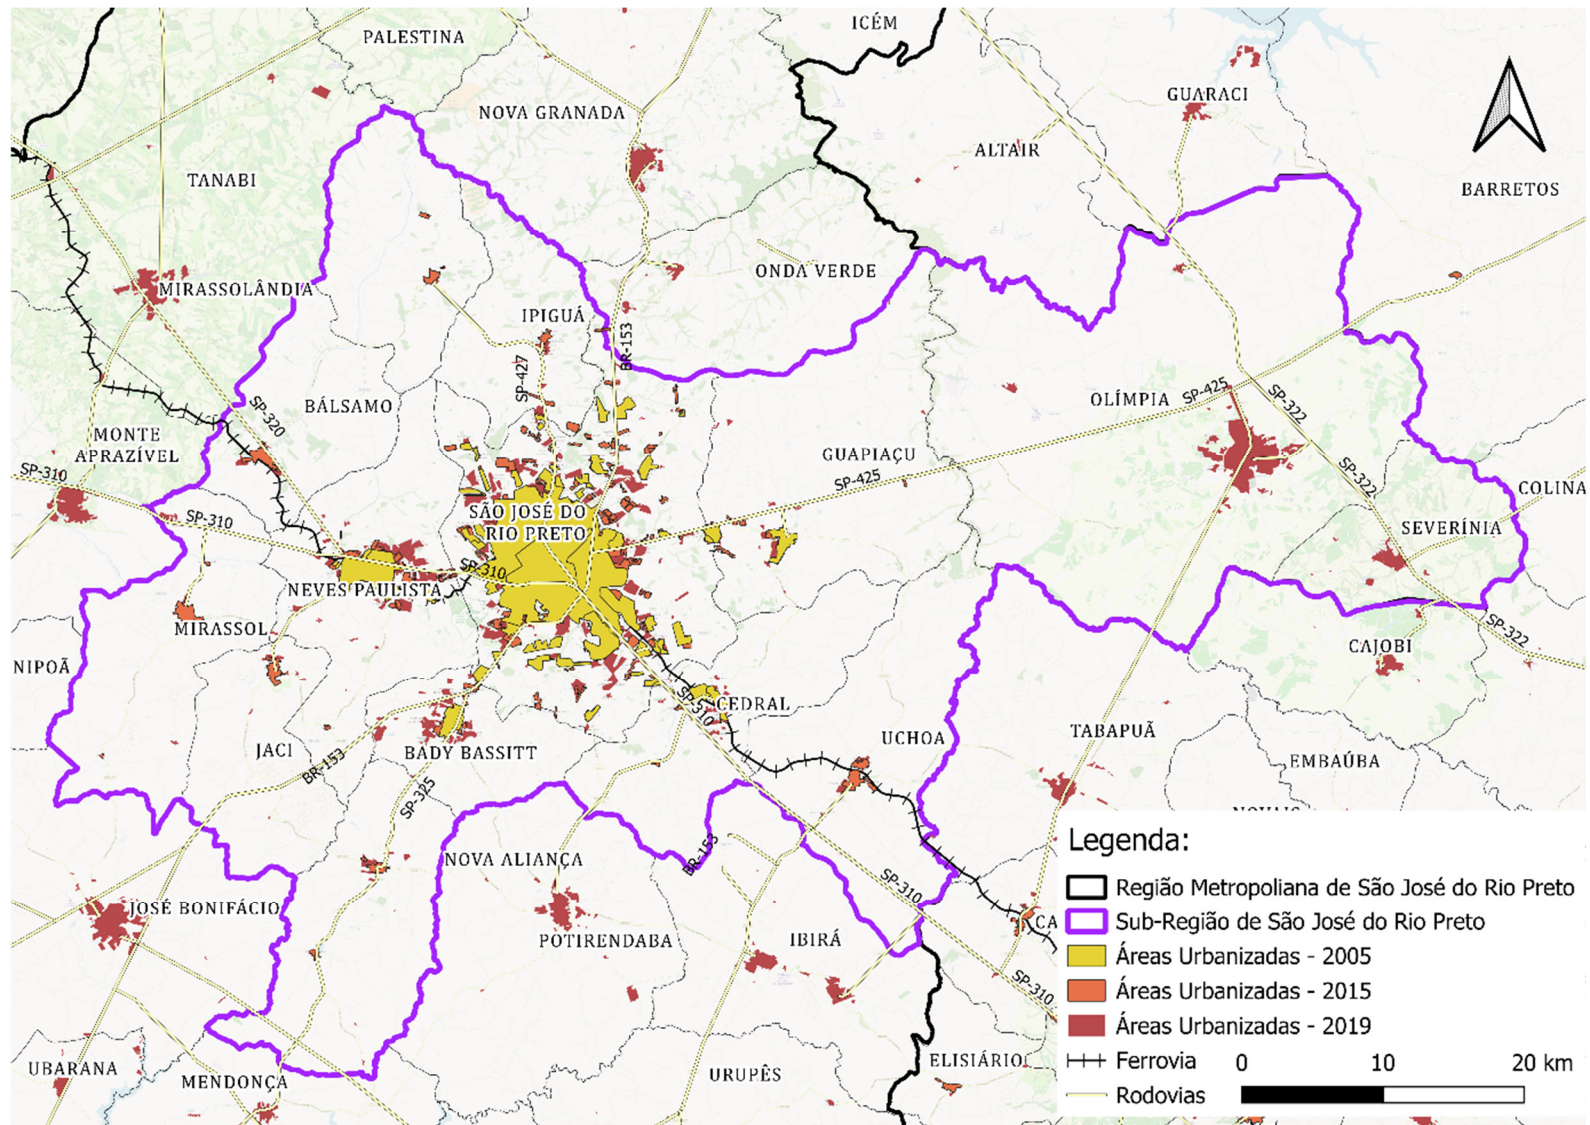 ICÉM
PALESTINA
GUARACI
NOVA GRANADA
ALTAIR
TANABI
BARRETOS
ONDA VERDE
MIRASSOLÂNDIA
IPIGUÁ
BR-153
SP-427
SP-425
SP-322
OLÍMPIA
BÁLSAMO
SP-320
MONTE
APRAZÍVEL
GUAPIAÇU
SP-425
SP-310
SP-322
COLINA
SÃO JOSÉ DO
RIO PRETO
SP-310
SEVERÍNIA
SP-310
NEVES PAULISTA
MIRASSOL
SP-322
CAJOBI
NIPOÃ
SP-310
CEDRAL
TABAPUÃ
UCHOA
JACI
BADY BASSITT
BR-153
EMBAÚBA
SP-325
NOVA ALIANÇA
BR-153
SP-310
JOSÉ BONIFÁCIO
POTIRENDABA
IBIRÁ
CA
SP-310
UBARANA
MENDONÇA
URUPÊS
ELISIÁRIO
Legenda:
Região Metropoliana de São José do Rio Preto
Sub-Região de São José do Rio Preto
Áreas Urbanizadas - 2005
Áreas Urbanizadas - 2015
Áreas Urbanizadas - 2019
Ferrovia
Rodovias
0 10 20 km